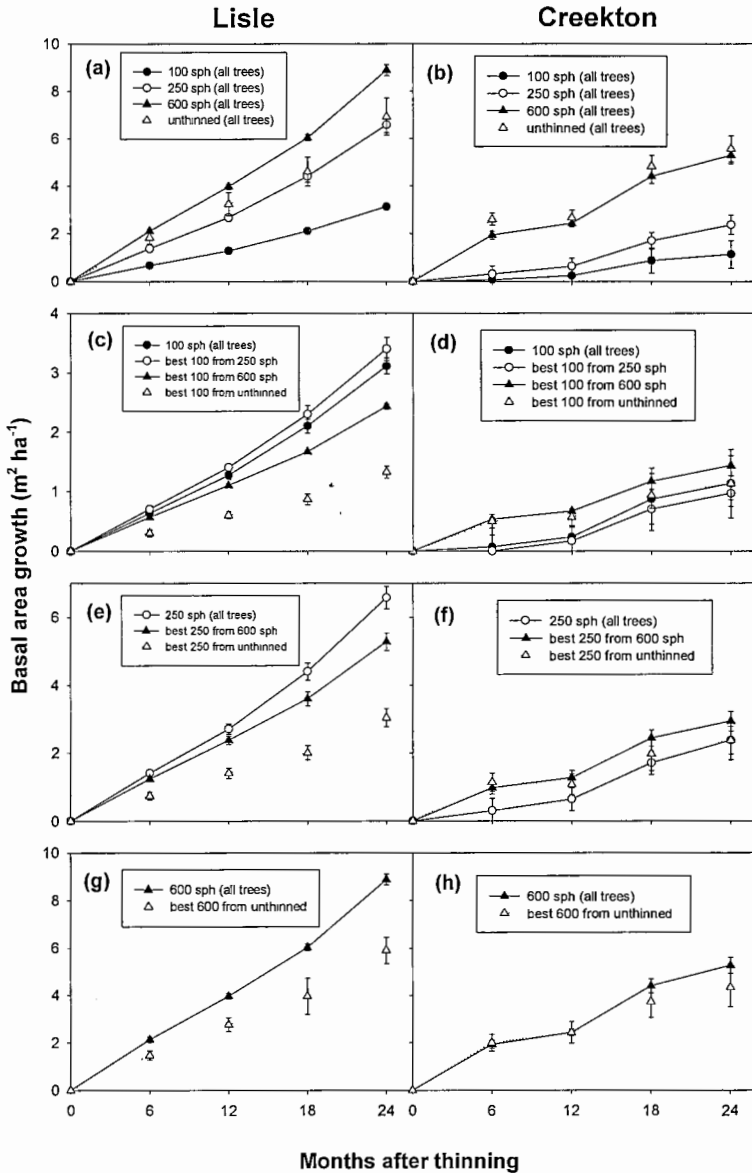 Lisle
Creekton
10
8
6
4
2
0
(a)
100 sph (all trees)
250 sph (all trees)
600 sph (all trees)
unthinned (all trees)
(b)
100 sph (all trees)
250 sph (all trees)
600 sph (all trees)
unthinned (all trees)
4
3
2
1
0
(c)
100 sph (all trees)
best 100 from 250 sph
best 100 from 600 sph
best 100 from unthinned
(d)
100 sph (all trees)
best 100 from 250 sph
best 100 from 600 sph
best 100 from unthinned
Basal area growth (m² ha⁻¹)
6
4
2
0
(e)
250 sph (all trees)
best 250 from 600 sph
best 250 from unthinned
(f)
250 sph (all trees)
best 250 from 600 sph
best 250 from unthinned
10
8
6
4
2
0
(g)
600 sph (all trees)
best 600 from unthinned
(h)
600 sph (all trees)
best 600 from unthinned
0 6 12 18 24 0 6 12 18 24
Months after thinning